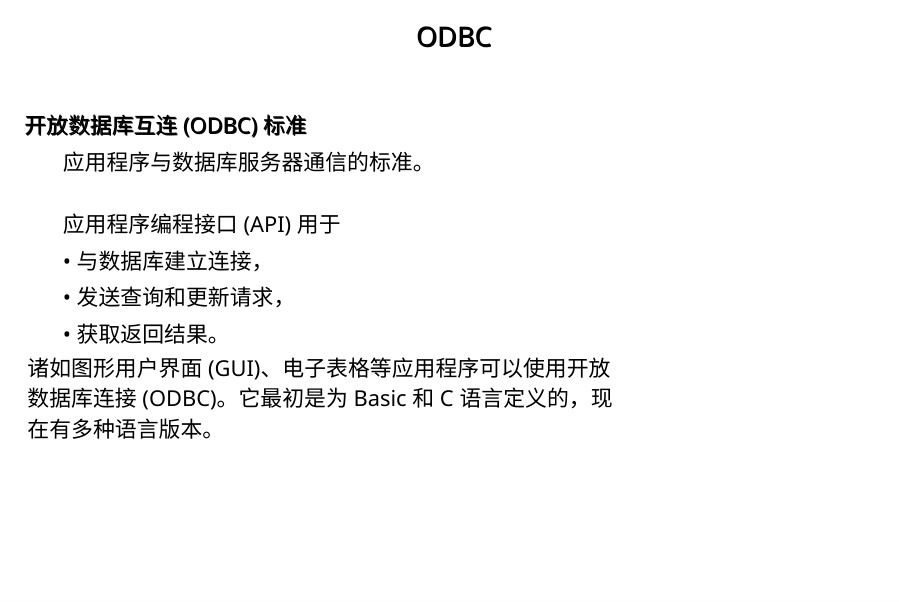 ODBC
开放数据库互连 (ODBC) 标准
应用程序与数据库服务器通信的标准。
应用程序编程接口 (API) 用于
• 与数据库建立连接，
• 发送查询和更新请求，
• 获取返回结果。
诸如图形用户界面 (GUI)、电子表格等应用程序可以使用开放
数据库连接 (ODBC)。它最初是为 Basic 和 C 语言定义的，现
在有多种语言版本。